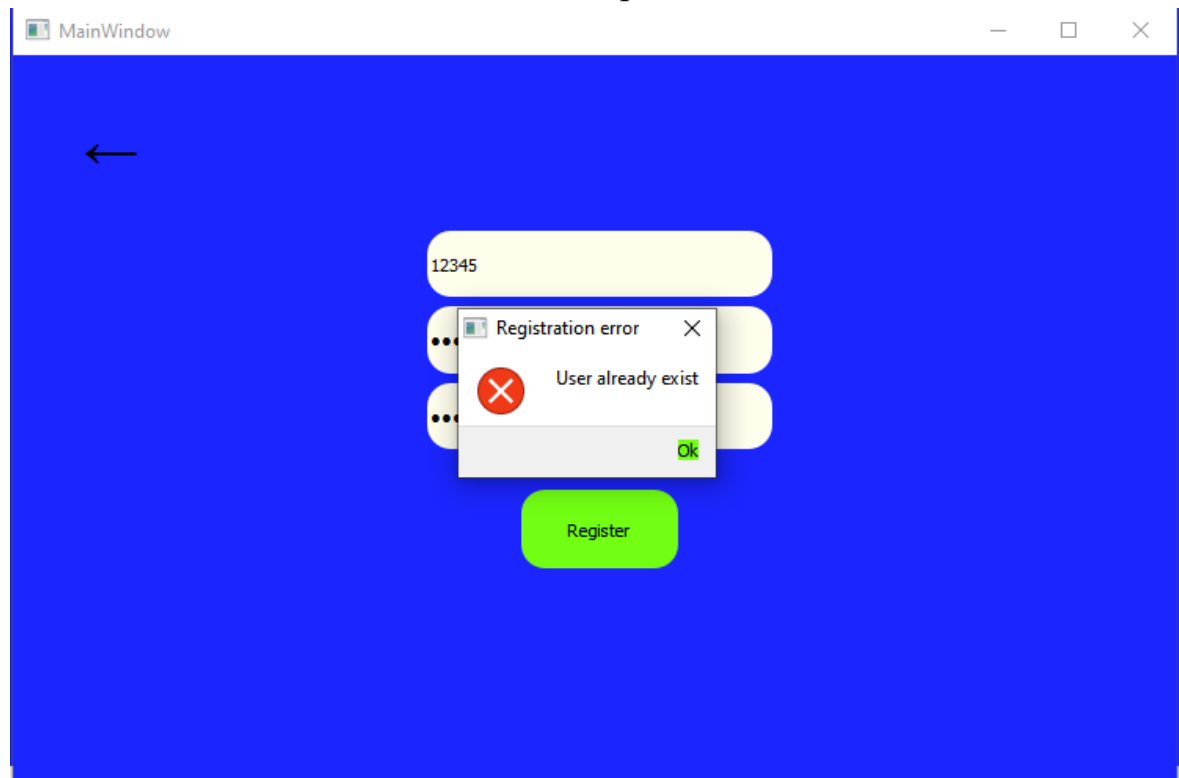 MainWindow
12345
Registration error
User already exist
Ok
Register